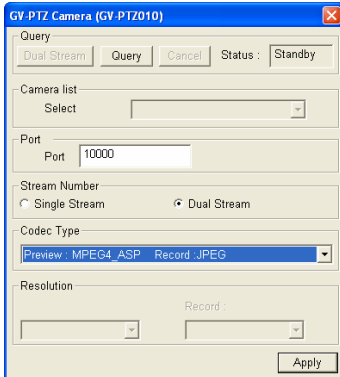 GV-PTZ Camera (GV-PTZ010)
Query
Dual Stream Query Cancel Status : Standby
Camera list
Select
Port
Port 10000
Stream Number
Single Stream Dual Stream
Codec Type
Preview : MPEG4_ASP Record :JPEG
Resolution
Record :
Apply